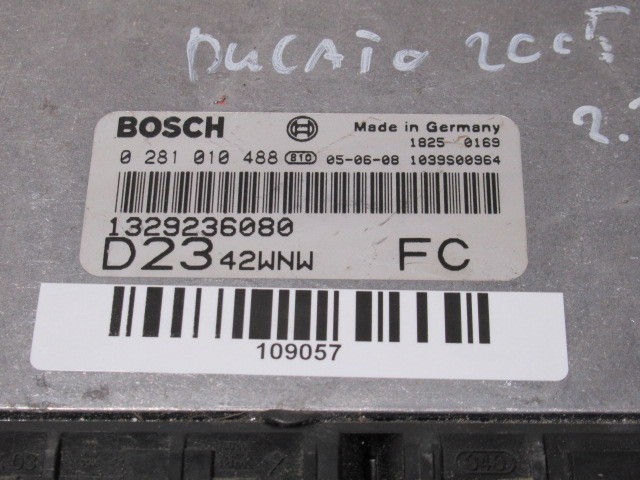 DUCATO 2005
2.
BOSCH Made in Germany
1825 0169
0 281 010 488 810 05-06-08 1039S00964
1329236080
D23 42WNW FC
109057